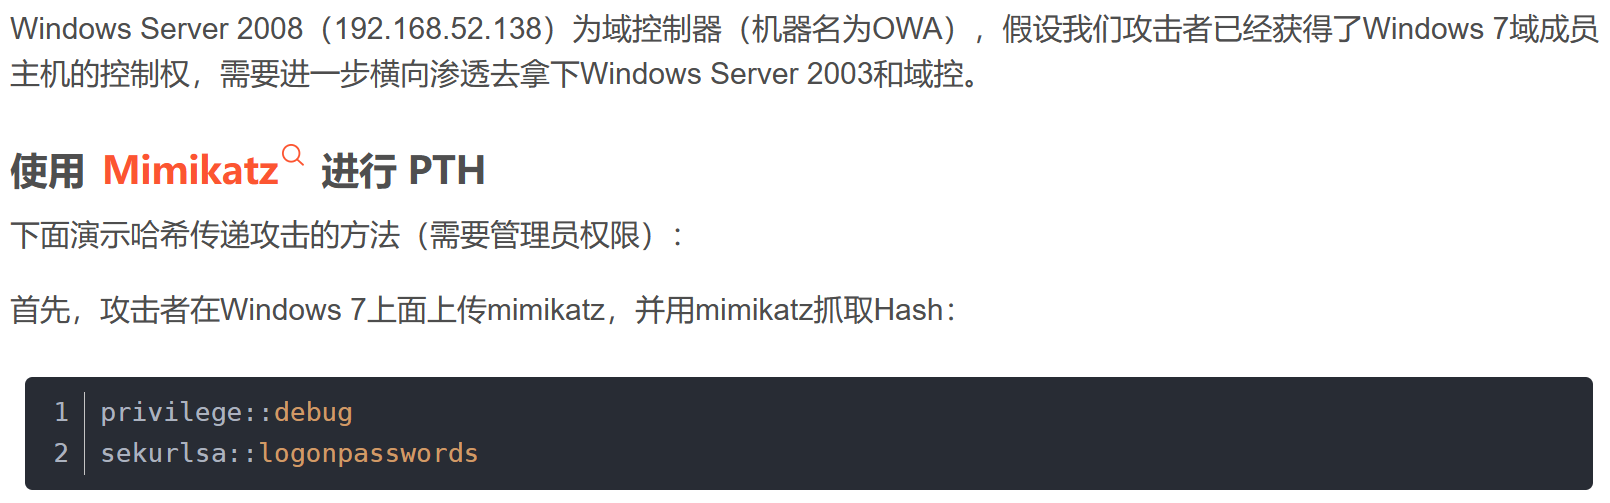 Windows Server 2008（192.168.52.138）为域控制器（机器名为OWA），假设我们攻击者已经获得了Windows 7域成员
主机的控制权，需要进一步横向渗透去拿下Windows Server 2003和域控。
使用 Mimikatz 进行 PTH
下面演示哈希传递攻击的方法（需要管理员权限）：
首先，攻击者在Windows 7上面上传mimikatz，并用mimikatz抓取Hash：
1 privilege::debug
2 sekurlsa::logonpasswords